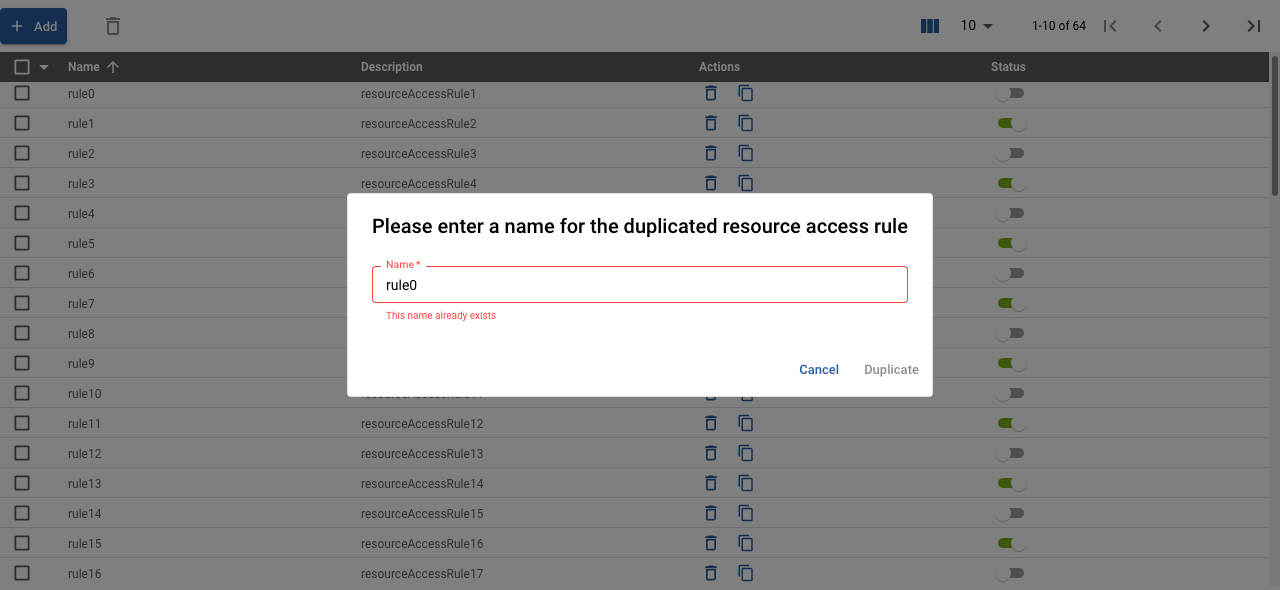 Add
10
1-10 of 64
Name Description Actions Status
rule0 resourceAccessRule1
rule1 resourceAccessRule2
rule2 resourceAccessRule3
rule3 resourceAccessRule4
rule4
rule5
rule6
rule7
rule8
rule9
rule10
rule11 resourceAccessRule12
rule12 resourceAccessRule13
rule13 resourceAccessRule14
rule14 resourceAccessRule15
rule15 resourceAccessRule16
rule16 resourceAccessRule17
Please enter a name for the duplicated resource access rule
Name *
rule0
This name already exists
Cancel Duplicate